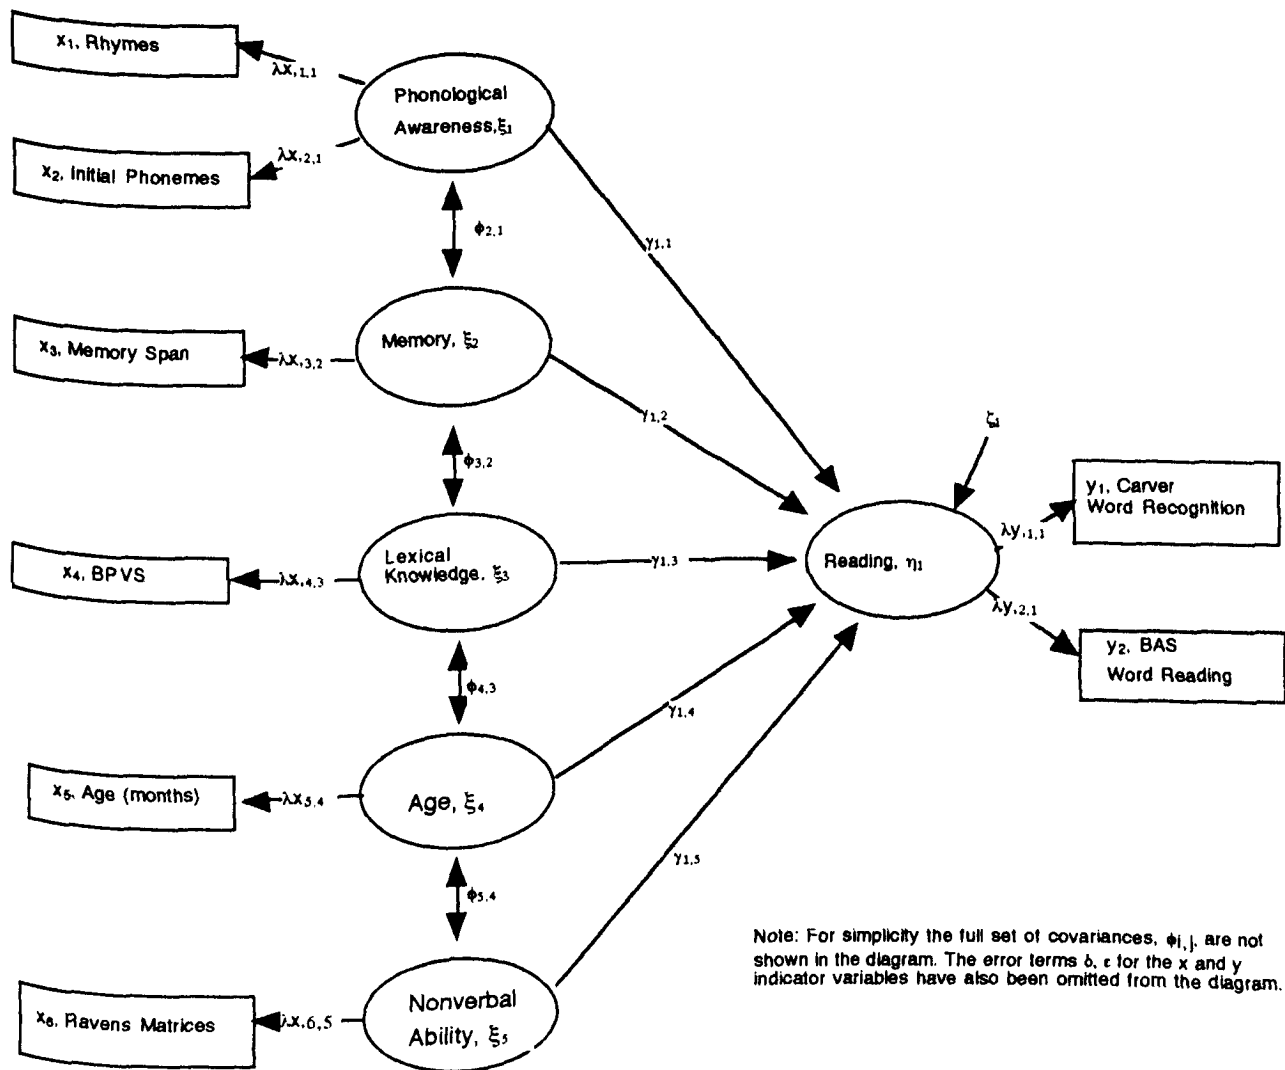 x₁, Rhymes
λx,₁,₁
Phonological
Awareness,ξ₁
λx,₂,₁
x₂, Initial Phonemes
ϕ₂,₁
γ₁,₁
x₃, Memory Span
λx,₃,₂
Memory, ξ₂
γ₁,₂
ϕ₃,₂
ζ₁
y₁, Carver
Word Recognition
λy,₁,₁
x₄, BPVS
λx,₄,₃
Lexical
Knowledge, ξ₃
γ₁,₃
Reading, η₁
λy,₂,₁
y₂, BAS
Word Reading
ϕ₄,₃
γ₁,₄
x₅, Age (months)
λx₅,₄
Age, ξ₄
γ₁,₅
ϕ₅,₄
Note: For simplicity the full set of covariances, ϕi,j, are not
shown in the diagram. The error terms δ, ε for the x and y
indicator variables have also been omitted from the diagram.
x₆, Ravens Matrices
λx,6,5
Nonverbal
Ability, ξ₅